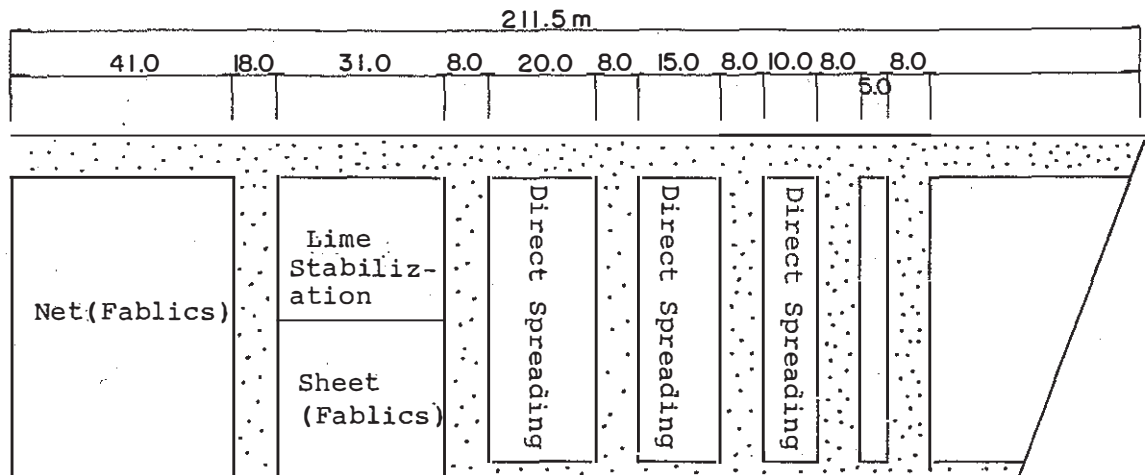 211.5 m
41.0 18.0 31.0 8.0 20.0 8.0 15.0 8.0 10.0 8.0 5.0 8.0
Net(Fablics)
Lime
Stabiliz-
ation
Sheet
(Fablics)
Direct Spreading
Direct Spreading
Direct Spreading